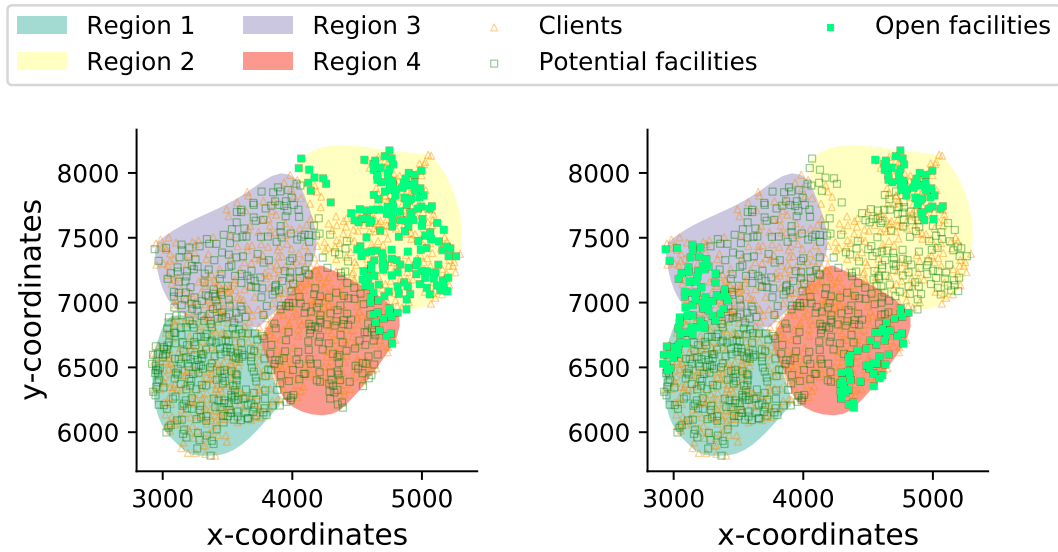 Region 1 Region 3 Clients Open facilities
Region 2 Region 4 Potential facilities
8000 8000
7500 7500
7000 7000
6500 6500
6000 6000
y-coordinates
3000 4000 5000 3000 4000 5000
x-coordinates x-coordinates